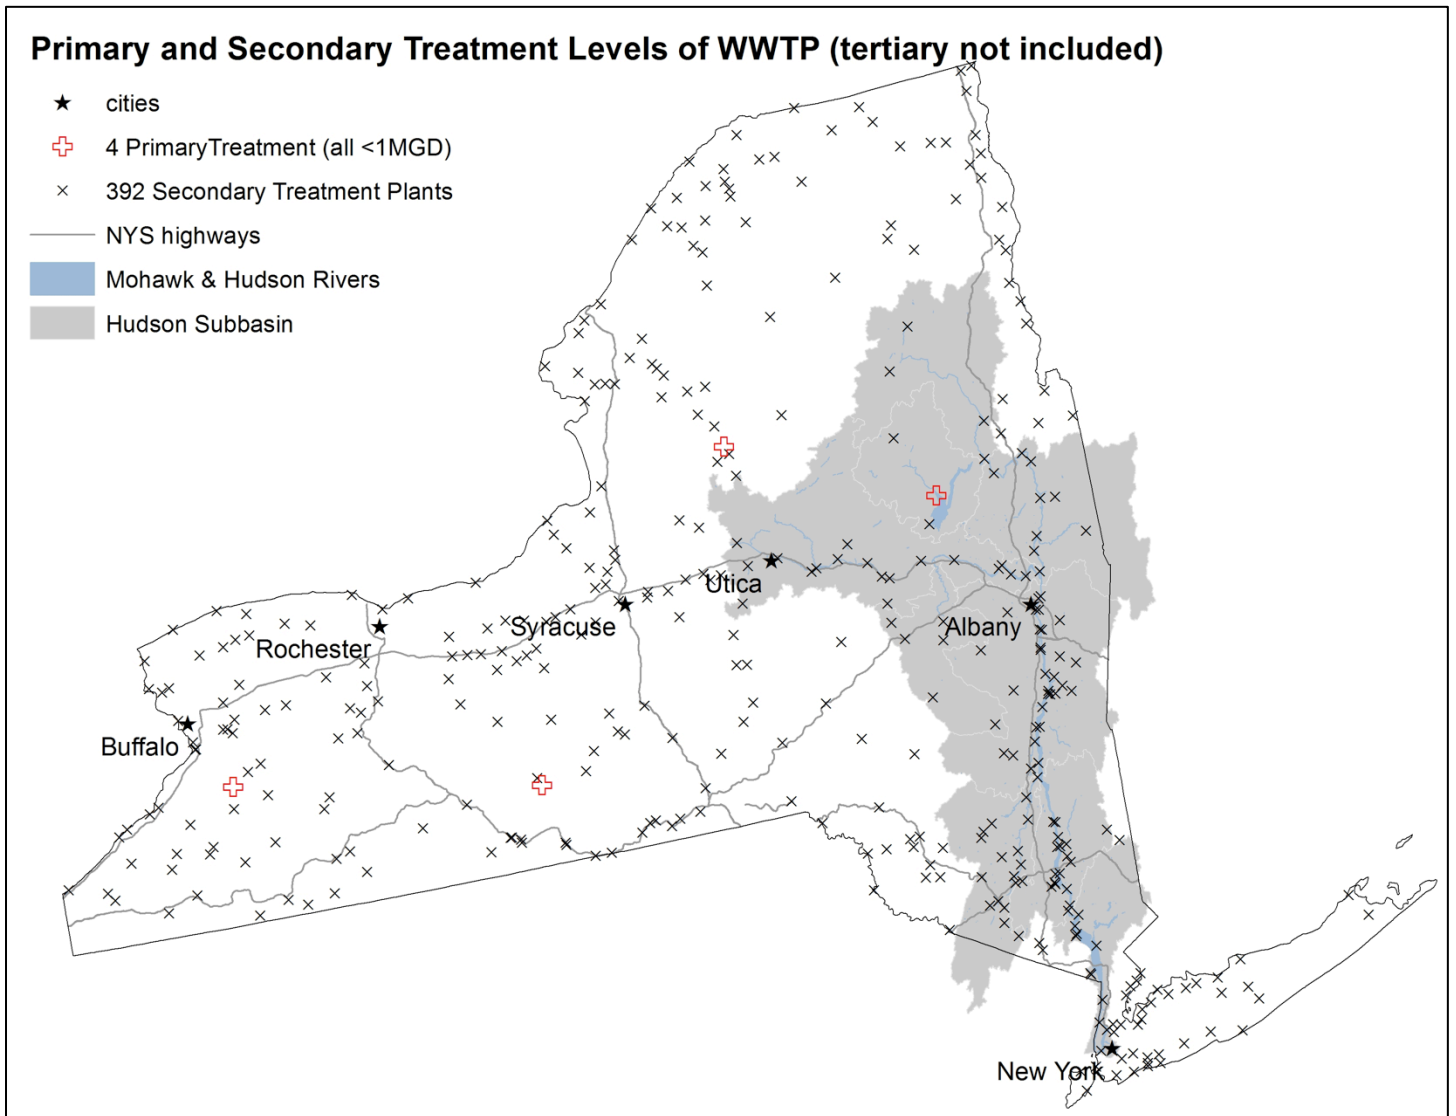 Primary and Secondary Treatment Levels of WWTP (tertiary not included)
cities
4 PrimaryTreatment (all <1MGD)
392 Secondary Treatment Plants
NYS highways
Mohawk & Hudson Rivers
Hudson Subbasin
Utica
Syracuse
Albany
Rochester
Buffalo
New York